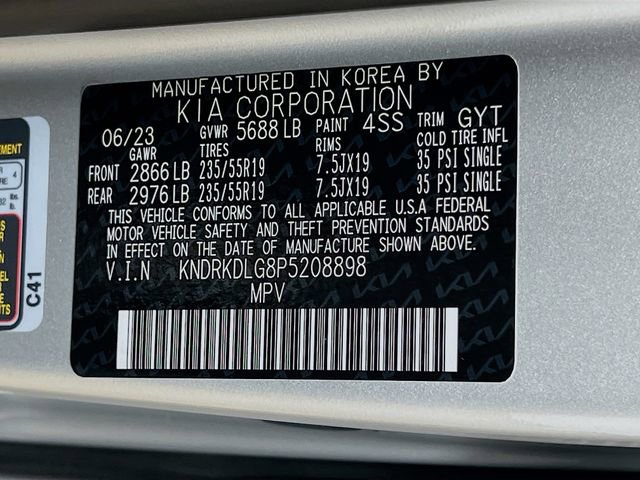 MANUFACTURED IN KOREA BY
KIA CORPORATION
06/23 GVWR 5688 LB PAINT 4SS TRIM GYT
GAWR TIRES RIMS COLD TIRE INFL
FRONT 2866 LB 235/55R19 7.5JX19 35 PSI SINGLE
REAR 2976 LB 235/55R19 7.5JX19 35 PSI SINGLE
THIS VEHICLE CONFORMS TO ALL APPLICABLE U.S.A FEDERAL
MOTOR VEHICLE SAFETY AND THEFT PREVENTION STANDARDS
IN EFFECT ON THE DATE OF MANUFACTURE SHOWN ABOVE.
V.I.N KNDRKDLG8P5208898
MPV
C41